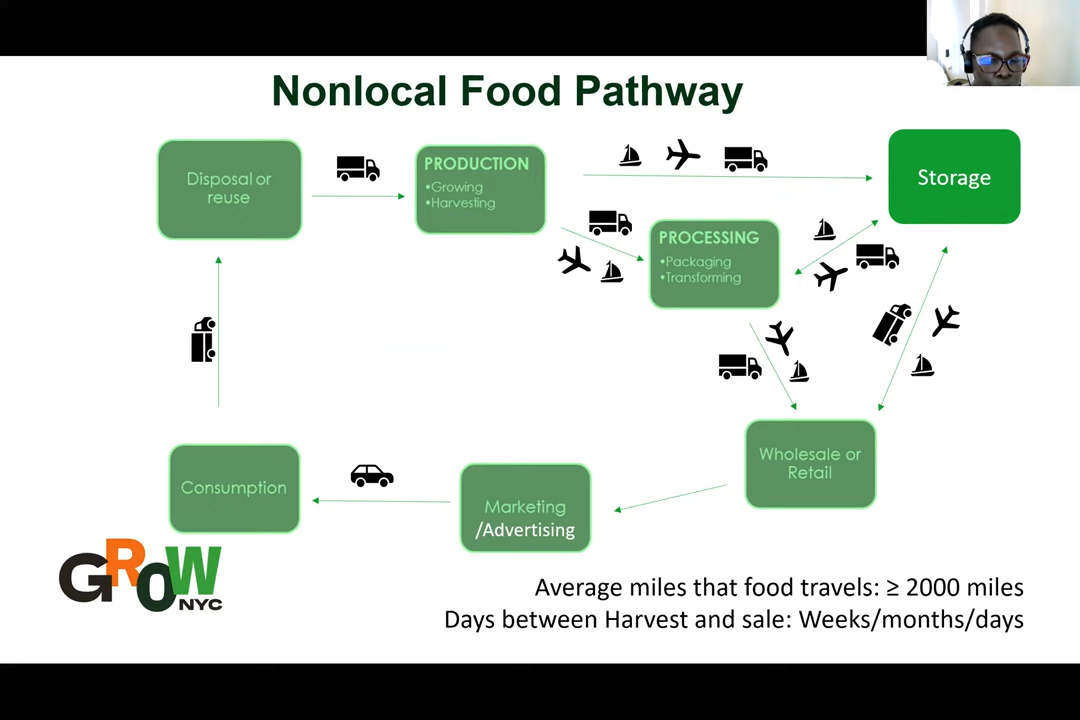 Nonlocal Food Pathway
Disposal or
reuse
PRODUCTION
•Growing
•Harvesting
Storage
PROCESSING
•Packaging
•Transforming
Wholesale or
Retail
Marketing
/Advertising
Consumption
GROW
NYC
Average miles that food travels: ≥ 2000 miles
Days between Harvest and sale: Weeks/months/days